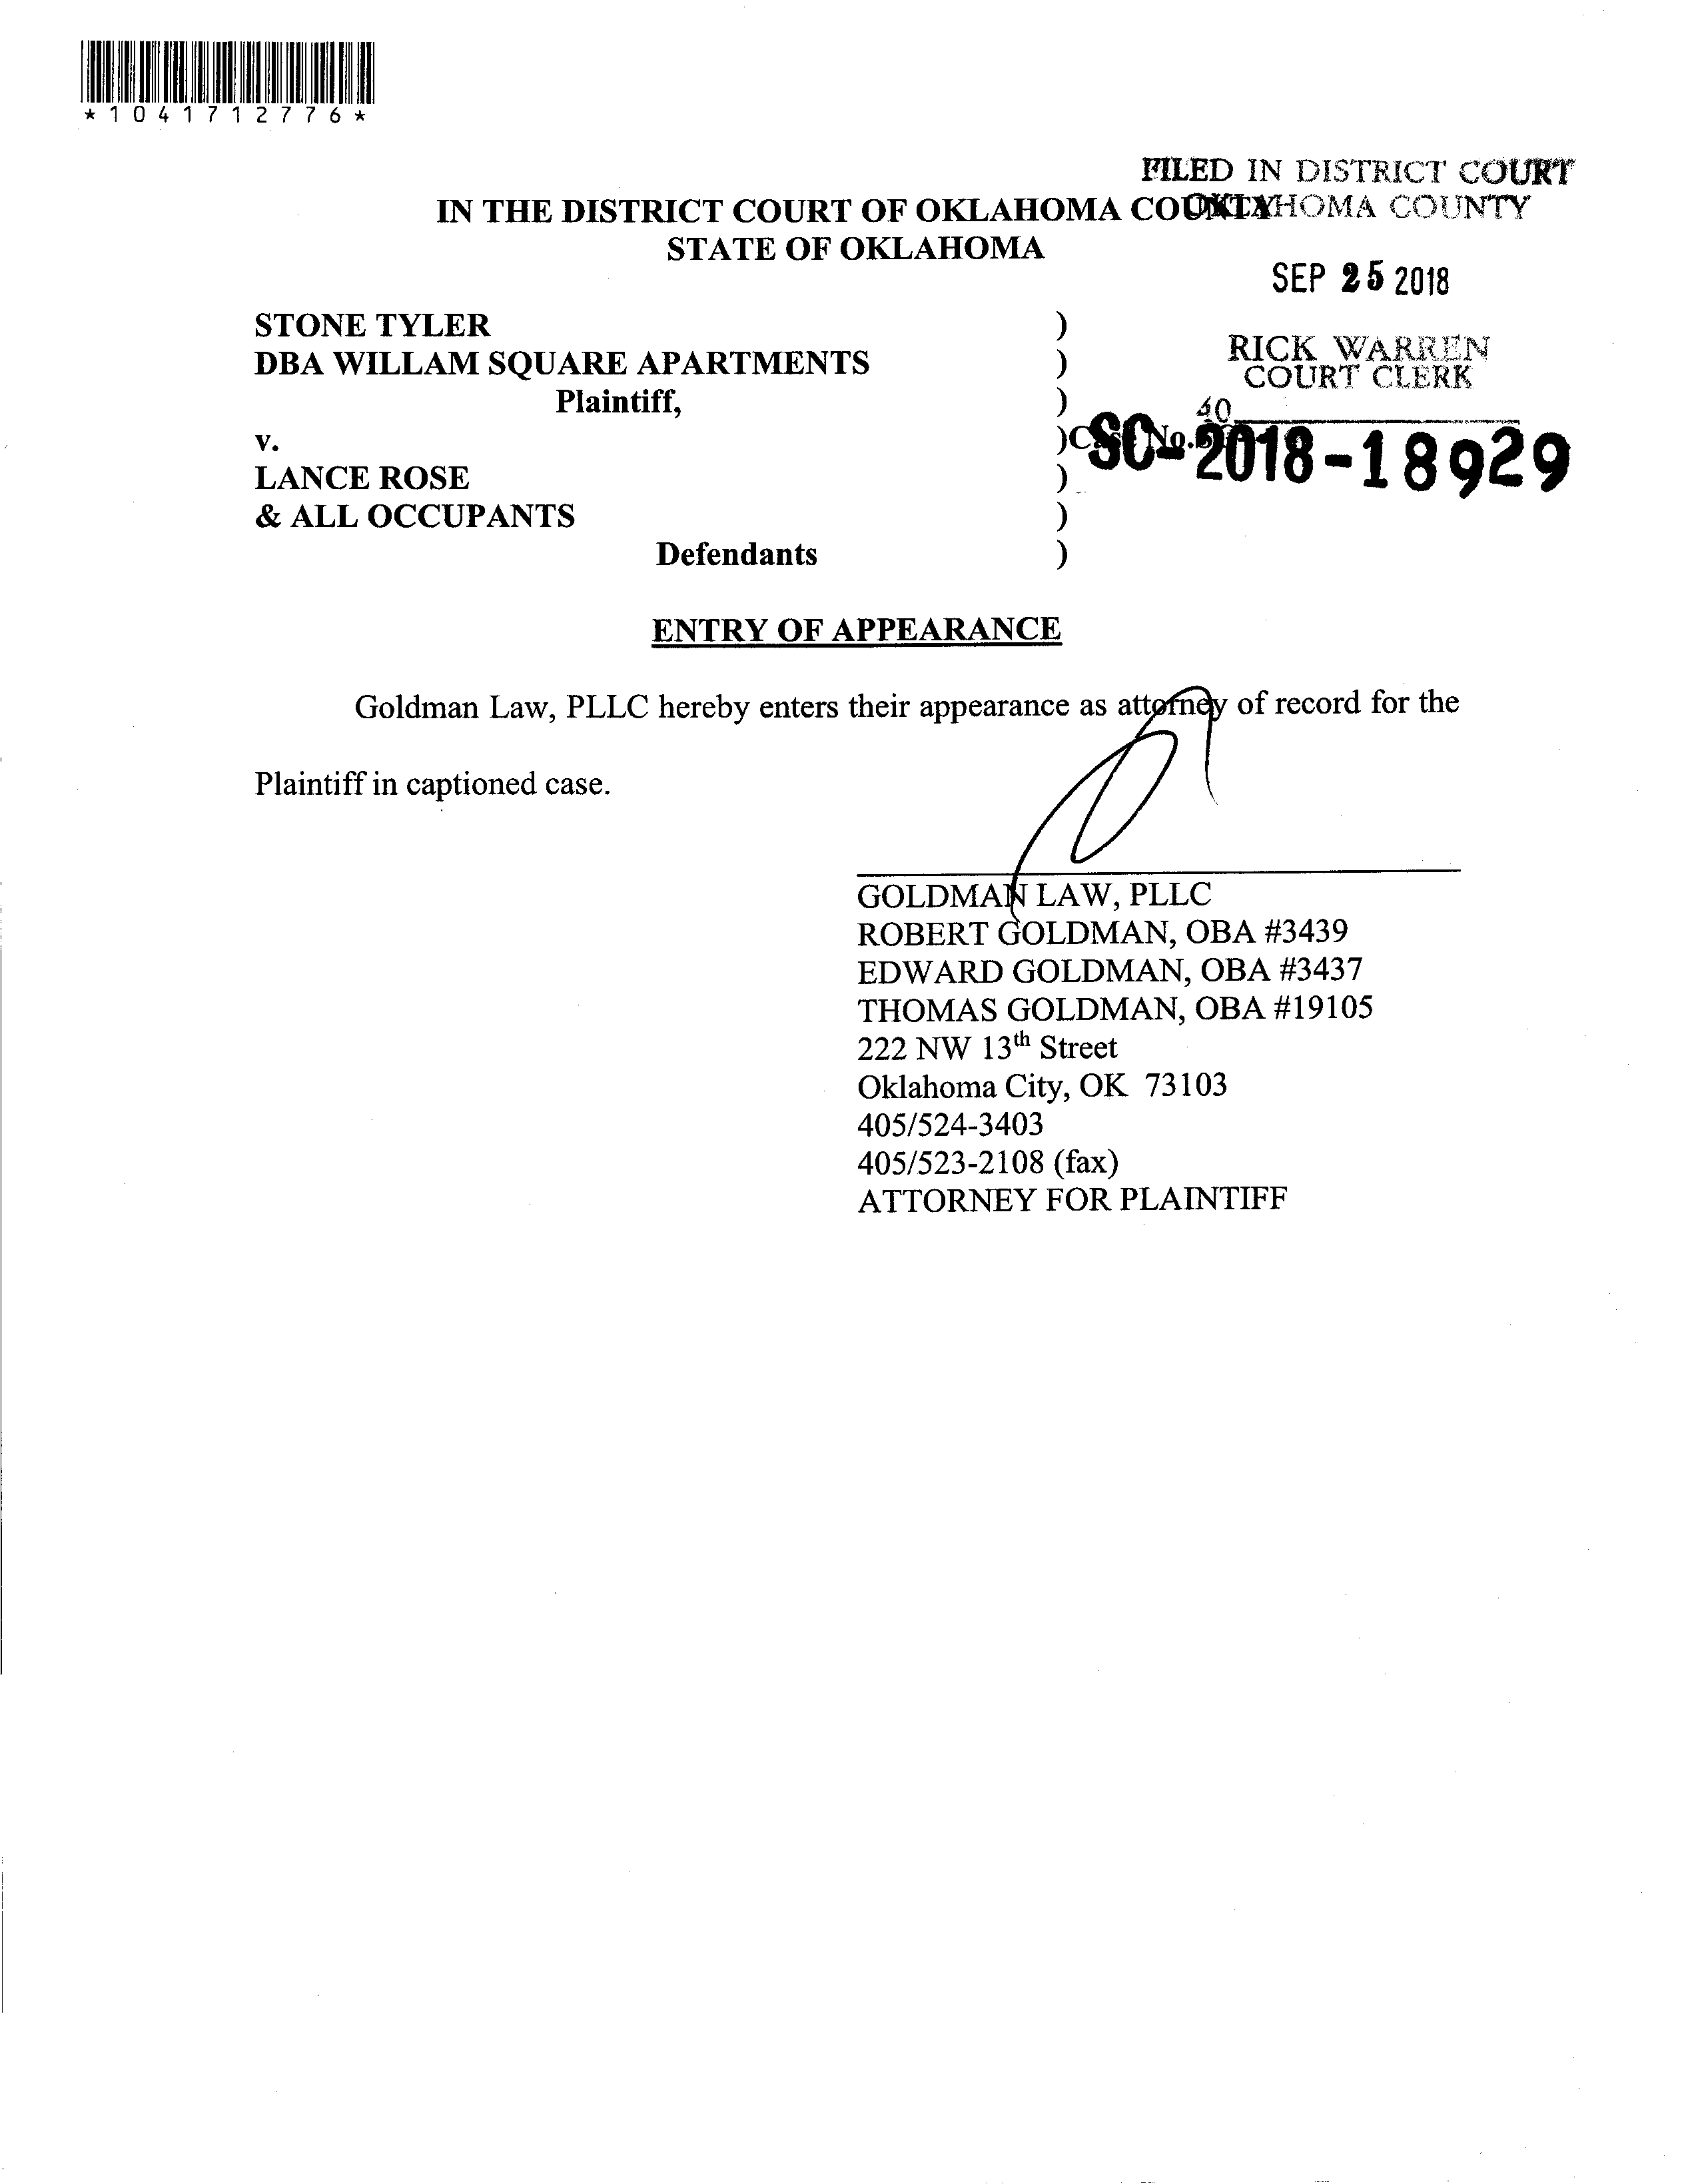 *1041712776*
FILED IN DISTRICT COURT
OKLAHOMA COUNTY
IN THE DISTRICT COURT OF OKLAHOMA COUNTY
STATE OF OKLAHOMA
SEP 25 2018
STONE TYLER )
DBA WILLAM SQUARE APARTMENTS )
Plaintiff, )
RICK WARREN
COURT CLERK
40
v. ) Case No. SC-2018-18929
LANCE ROSE )
& ALL OCCUPANTS )
Defendants )
ENTRY OF APPEARANCE
Goldman Law, PLLC hereby enters their appearance as attorney of record for the
Plaintiff in captioned case.
GOLDMAN LAW, PLLC
ROBERT GOLDMAN, OBA #3439
EDWARD GOLDMAN, OBA #3437
THOMAS GOLDMAN, OBA #19105
222 NW 13th Street
Oklahoma City, OK 73103
405/524-3403
405/523-2108 (fax)
ATTORNEY FOR PLAINTIFF